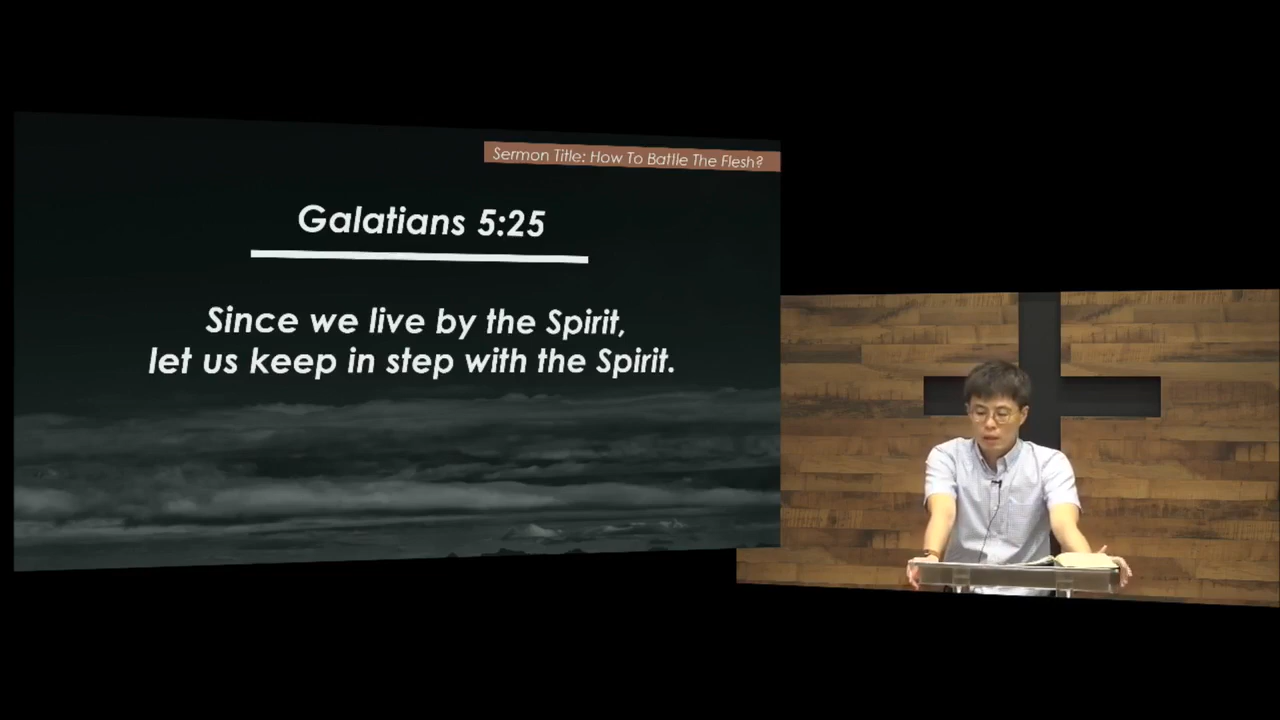 Sermon Title: How To Battle The Flesh?
Galatians 5:25
Since we live by the Spirit,
let us keep in step with the Spirit.